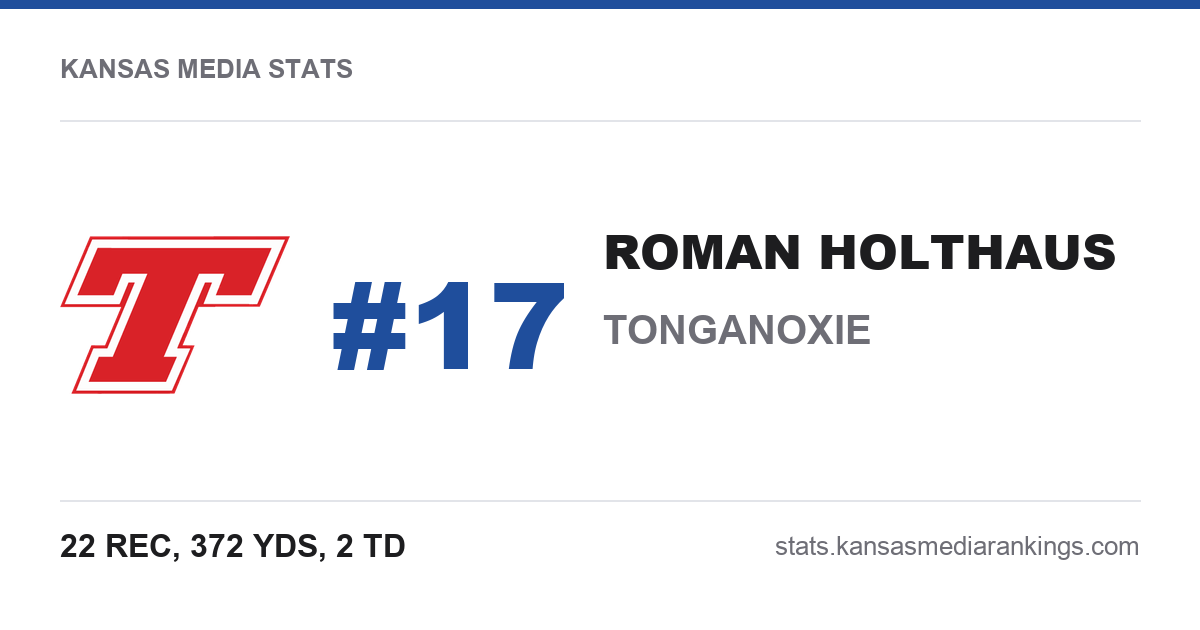 KANSAS MEDIA STATS
T
#17
ROMAN HOLTHAUS
TONGANOXIE
22 REC, 372 YDS, 2 TD
stats.kansasmediarankings.com